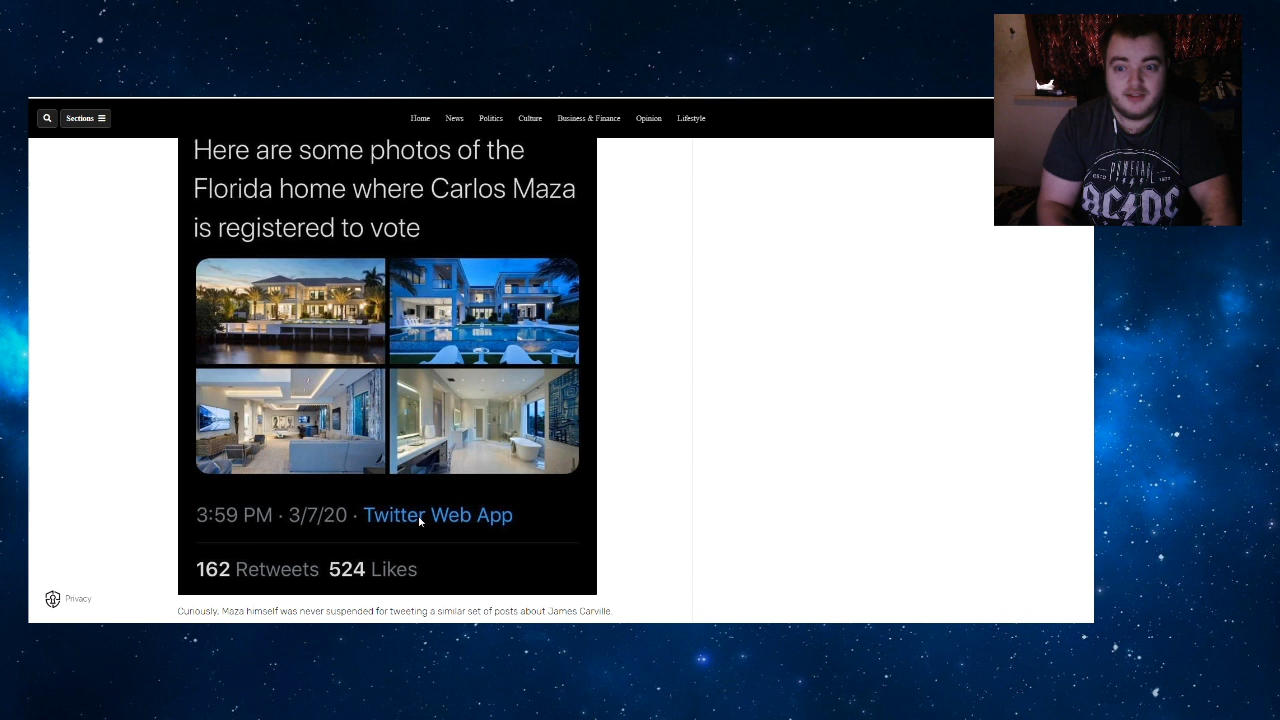 Sections
Home News Politics Culture Business & Finance Opinion Lifestyle
Here are some photos of the
Florida home where Carlos Maza
is registered to vote
3:59 PM · 3/7/20 · Twitter Web App
162 Retweets 524 Likes
Privacy
Curiously, Maza himself was never suspended for tweeting a similar set of posts about James Carville.
AC DC